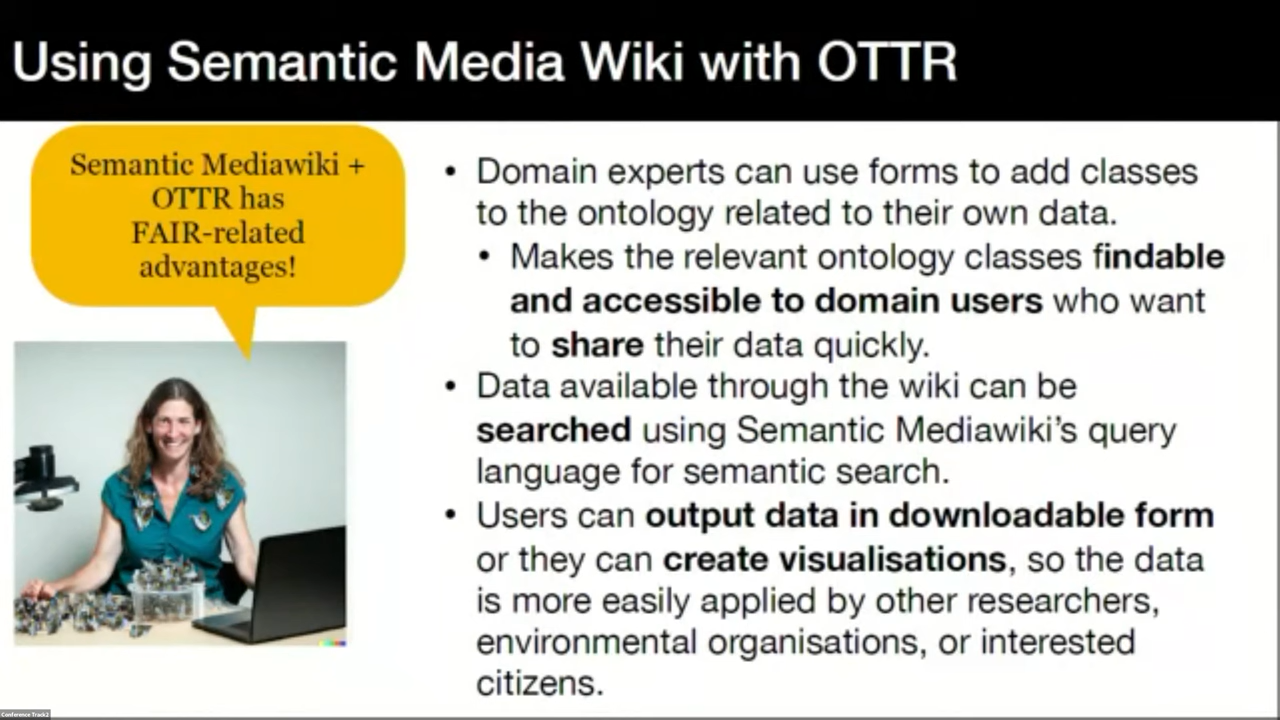 Using Semantic Media Wiki with OTTR
Semantic Mediawiki +
OTTR has
FAIR-related
advantages!
• Domain experts can use forms to add classes
to the ontology related to their own data.
• Makes the relevant ontology classes findable
and accessible to domain users who want
to share their data quickly.
• Data available through the wiki can be
searched using Semantic Mediawiki’s query
language for semantic search.
• Users can output data in downloadable form
or they can create visualisations, so the data
is more easily applied by other researchers,
environmental organisations, or interested
citizens.
Conference Track2